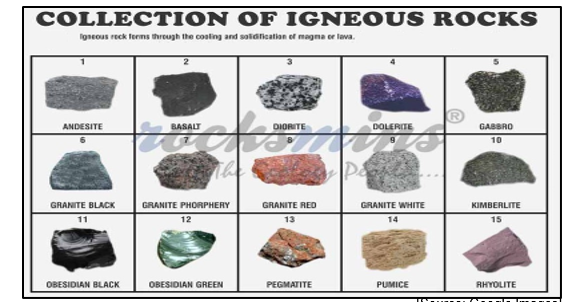 COLLECTION OF IGNEOUS ROCKS
Igneous rock forms through the cooling and solidification of magma or lava.
1 2 3 4 5
ANDESITE BASALT DIORITE DOLERITE GABBRO
rocksmins®
6 7 8 9 10
The Geology People....
GRANITE BLACK GRANITE PHORPHERY GRANITE RED GRANITE WHITE KIMBERLITE
11 12 13 14 15
OBESIDIAN BLACK OBESIDIAN GREEN PEGMATITE PUMICE RHYOLITE
[Source: Google Images]